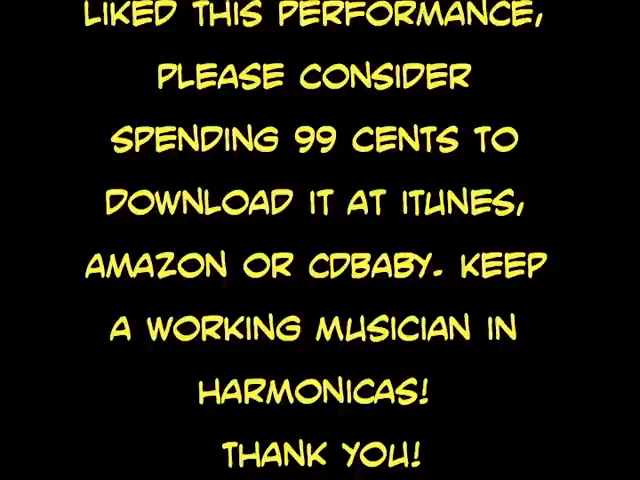 LIKED THIS PERFORMANCE,
PLEASE CONSIDER
SPENDING 99 CENTS TO
DOWNLOAD IT AT ITUNES,
AMAZON OR CDBABY. KEEP
A WORKING MUSICIAN IN
HARMONICAS!
THANK YOU!